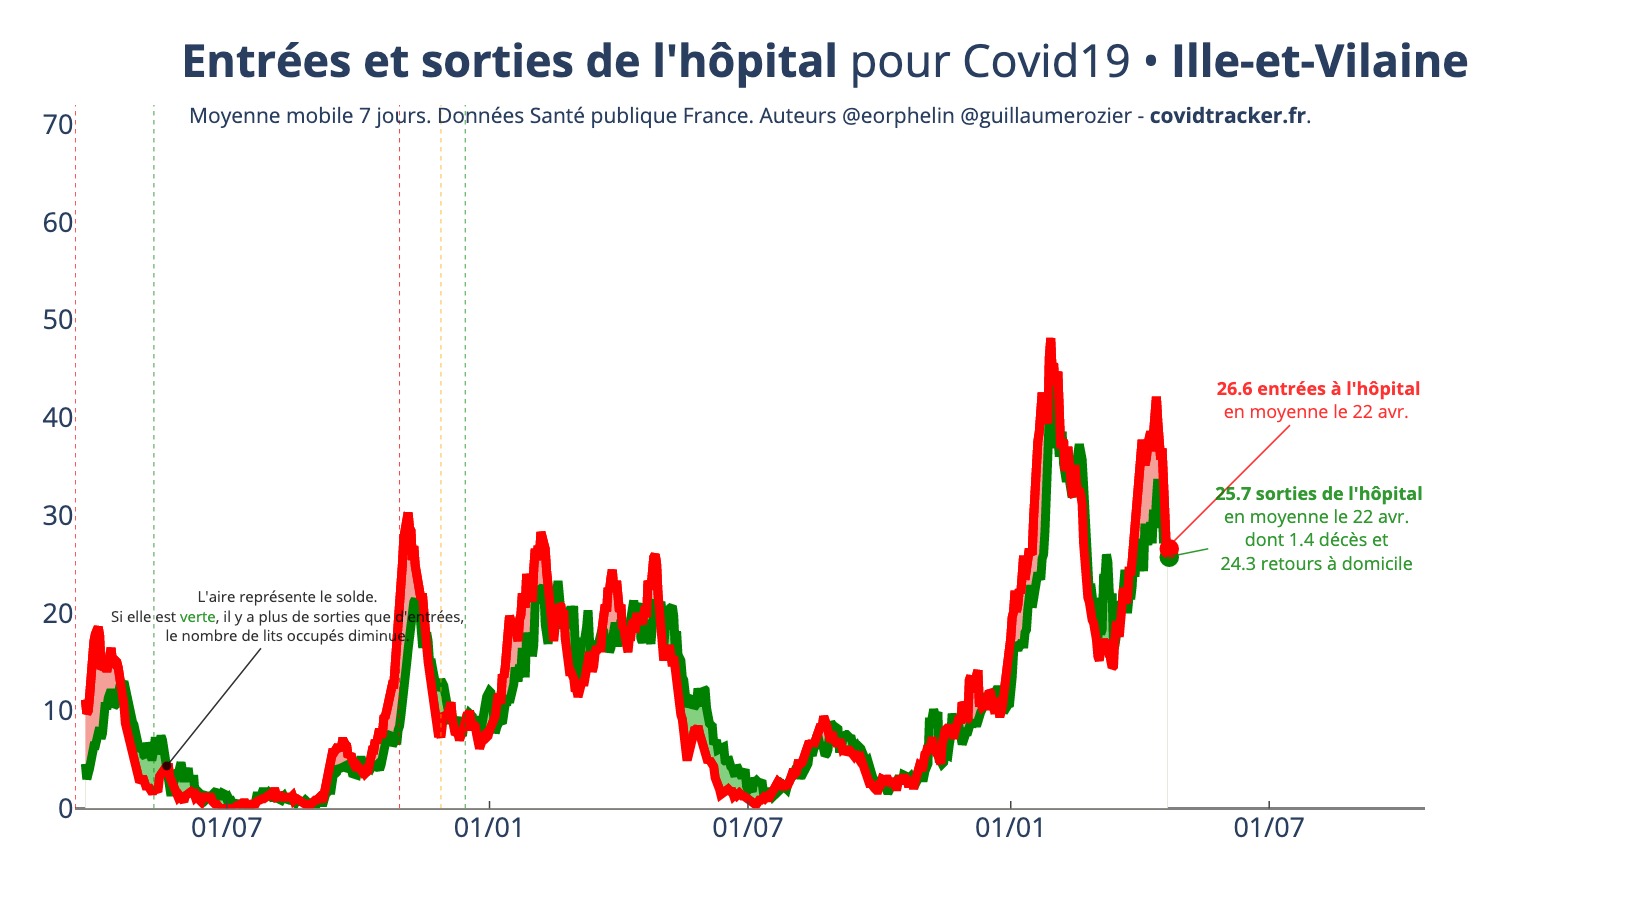 Entrées et sorties de l'hôpital pour Covid19 • Ille-et-Vilaine
Moyenne mobile 7 jours. Données Santé publique France. Auteurs @eorphelin @guillaumerozier - covidtracker.fr.
70
60
50
40
30
20
10
0
26.6 entrées à l'hôpital
en moyenne le 22 avr.
25.7 sorties de l'hôpital
en moyenne le 22 avr.
dont 1.4 décès et
24.3 retours à domicile
L'aire représente le solde.
Si elle est verte, il y a plus de sorties que d'entrées,
le nombre de lits occupés diminue.
01/07
01/01
01/07
01/01
01/07